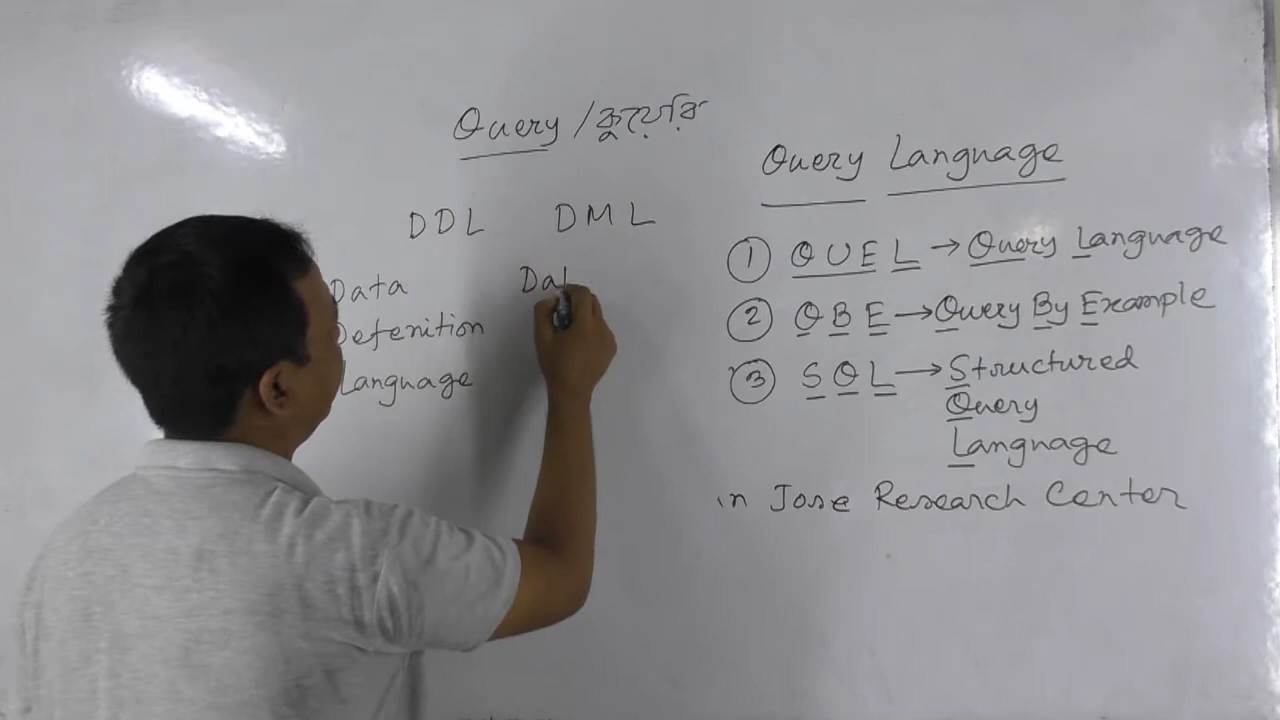 Query / কুয়েরি
DDL DML
Data
Defenition
Language
Dat
Query Language
① QUEL → Query Language
② QBE → Query By Example
③ SQL → Structured
Query
Language
in Jose Research Center